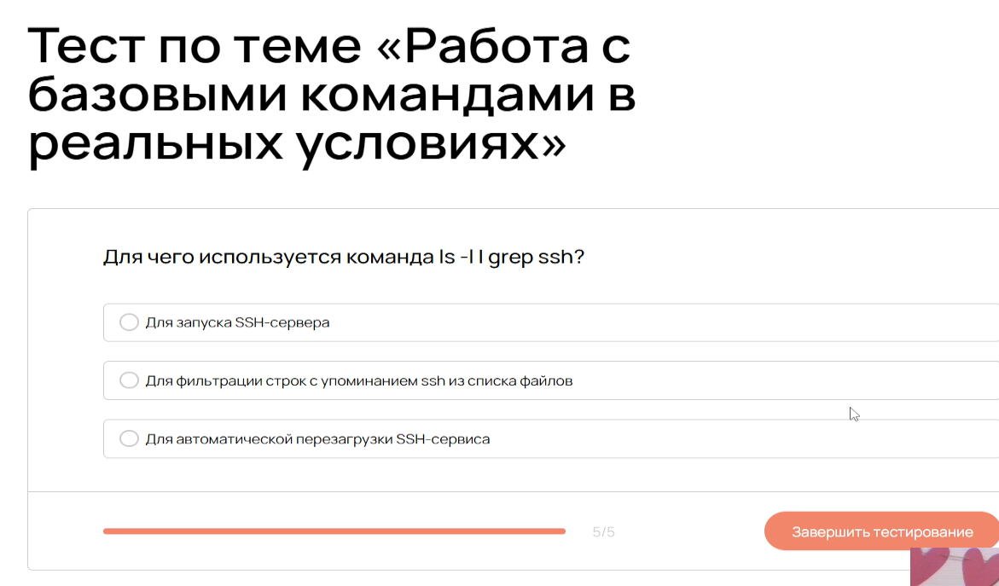 Тест по теме «Работа с
базовыми командами в
реальных условиях»
Для чего используется команда ls -l | grep ssh?
Для запуска SSH-сервера
Для фильтрации строк с упоминанием ssh из списка файлов
Для автоматической перезагрузки SSH-сервиса
5/5
Завершить тестирование